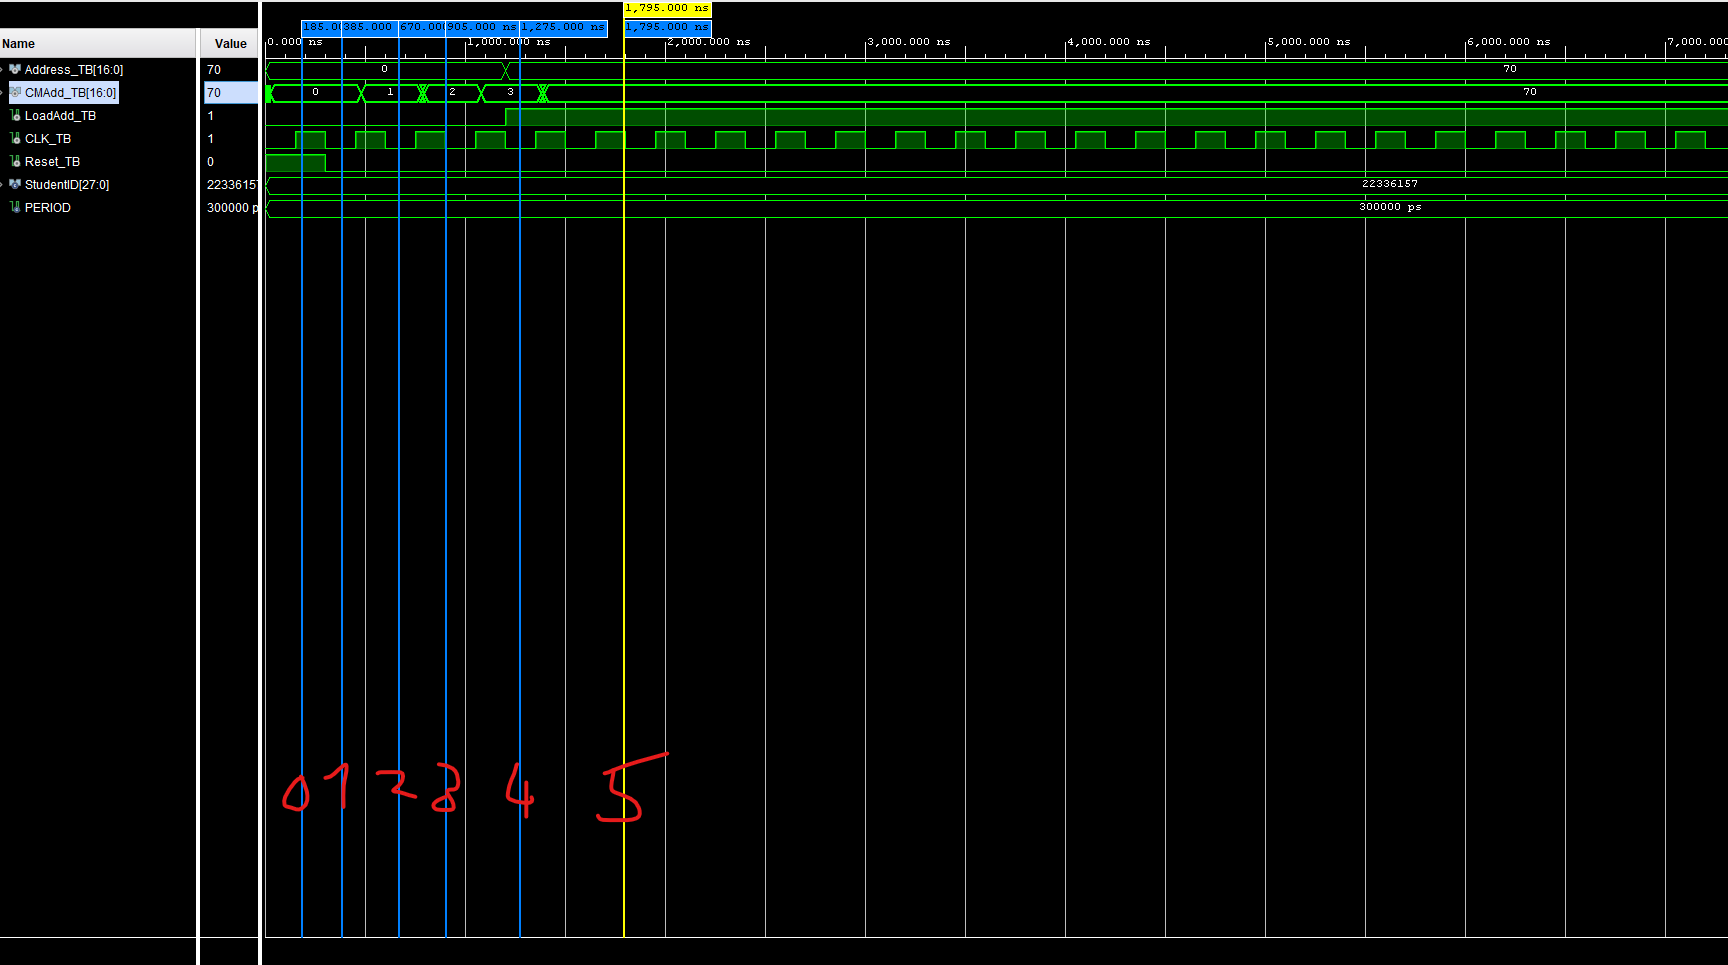 1,795.000 ns
185.0 385.000 670.00 905.000 ns 1,275.000 ns 1,795.000 ns
Name Value 0.000 ns 1,000.000 ns 2,000.000 ns 3,000.000 ns 4,000.000 ns 5,000.000 ns 6,000.000 ns 7,000.00
Address_TB[16:0] 70 0 70
CMAdd_TB[16:0] 70 0 1 2 3 70
LoadAdd_TB 1
CLK_TB 1
Reset_TB 0
StudentID[27:0] 22336157 22336157
PERIOD 300000 p 300000 ps
0 1 2 3 4 5